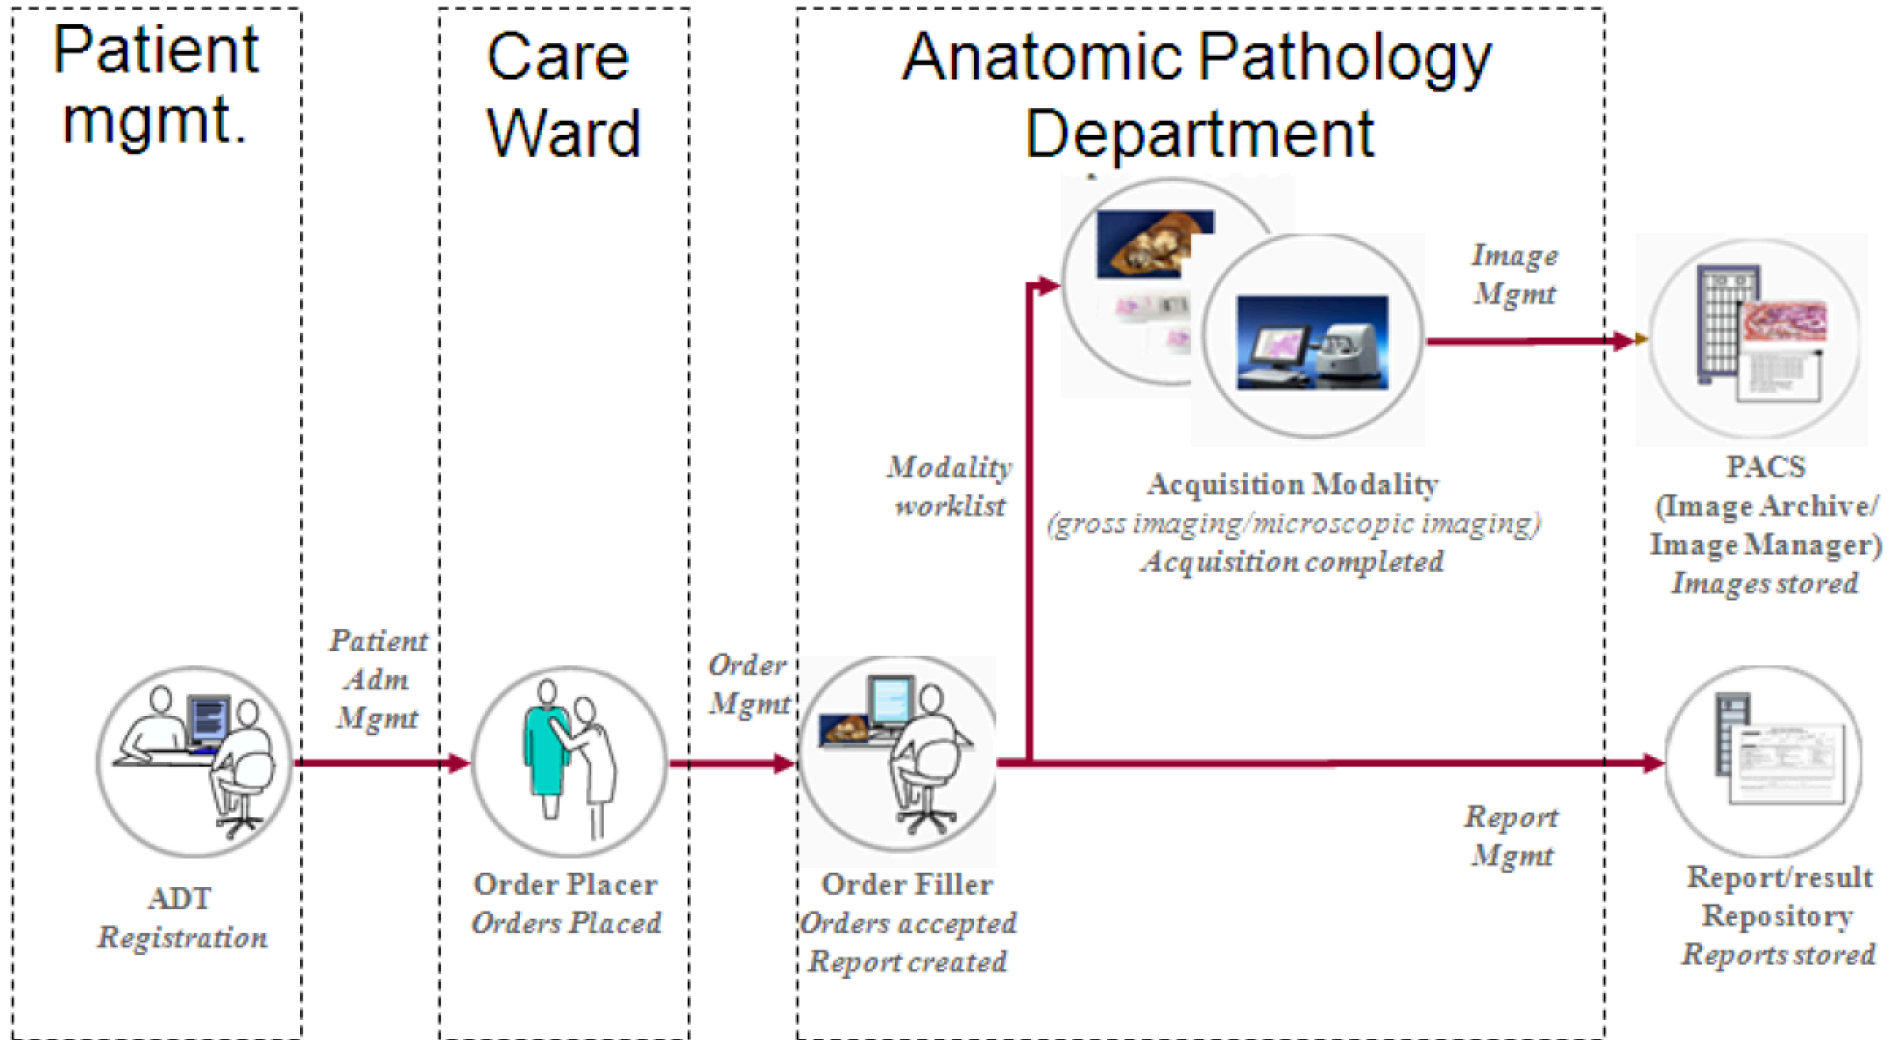 Patient
mgmt.
Care
Ward
Anatomic Pathology
Department
Image
Mgmt
Modality
worklist
Acquisition Modality
(gross imaging/microscopic imaging)
Acquisition completed
PACS
(Image Archive/
Image Manager)
Images stored
Patient
Adm
Mgmt
Order
Mgmt
Report
Mgmt
ADT
Registration
Order Placer
Orders Placed
Order Filler
Orders accepted
Report created
Report/result
Repository
Reports stored